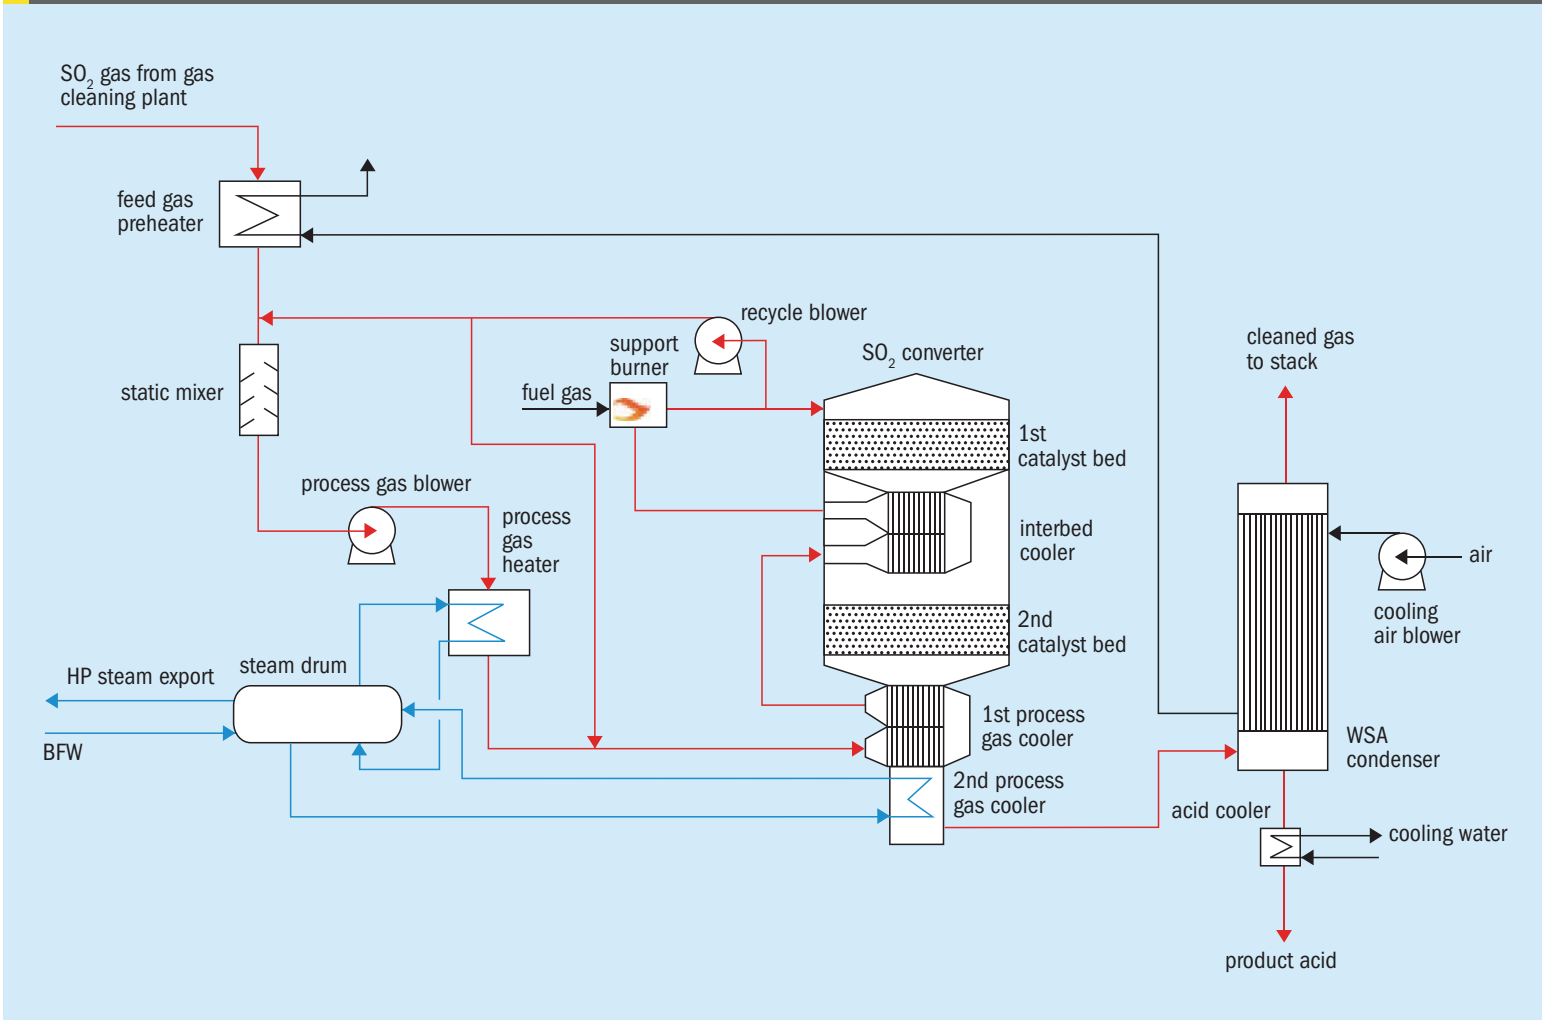 SO2 gas from gas
cleaning plant
feed gas
preheater
recycle blower
support
burner
SO2 converter
cleaned gas
to stack
fuel gas
static mixer
1st
catalyst bed
process gas blower
process
gas
heater
interbed
cooler
air
cooling
air blower
2nd
catalyst bed
steam drum
HP steam export
BFW
1st process
gas cooler
WSA
condenser
2nd process
gas cooler
acid cooler
cooling water
product acid